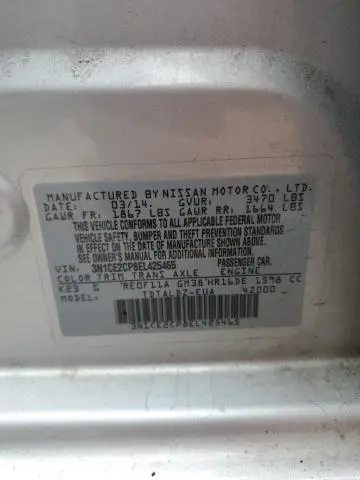 MANUFACTURED BY NISSAN MOTOR CO., LTD.
03/14. GVWR: 3470 LBS
GAWR FR: 1867 LBS GAWR RR: 1664 LBS
THIS VEHICLE CONFORMS TO ALL APPLICABLE FEDERAL MOTOR
VEHICLE SAFETY, BUMPER AND THEFT PREVENTION
STANDARDS IN EFFECT ON THE DATE OF MANUFACTURE SHOWN ABOVE.
SEE OWNER'S MANUAL FOR ADDITIONAL INFORMATION
VIN: 3N1CE2CP8EL425465 PASSENGER CAR
COLOR TRIM TRANS AXLE ENGINE
K23 G RE0F11A GM38 HR16DE 1598 CC
MODEL: TDTALDZ-EUA 4Z000
3N1CE2CP8EL425465